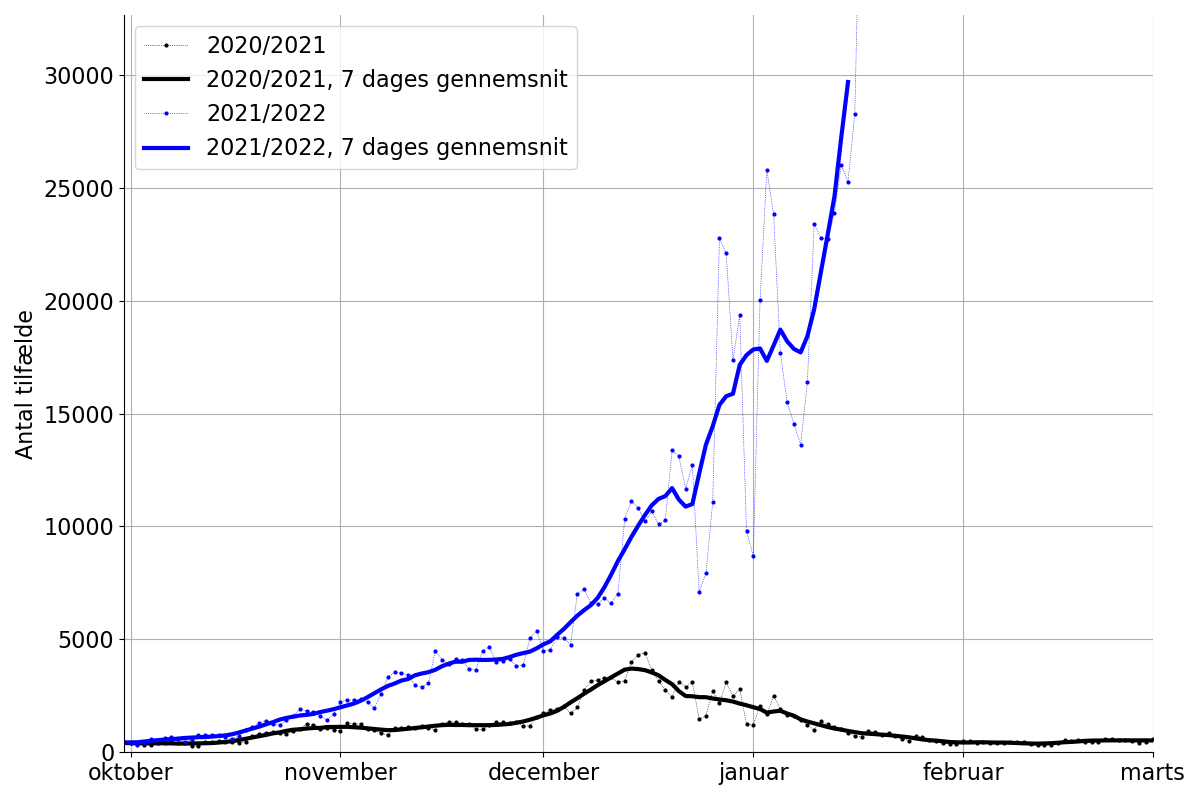 2020/2021
2020/2021, 7 dages gennemsnit
2021/2022
2021/2022, 7 dages gennemsnit
Antal tilfælde
30000
25000
20000
15000
10000
5000
0
oktober november december januar februar marts